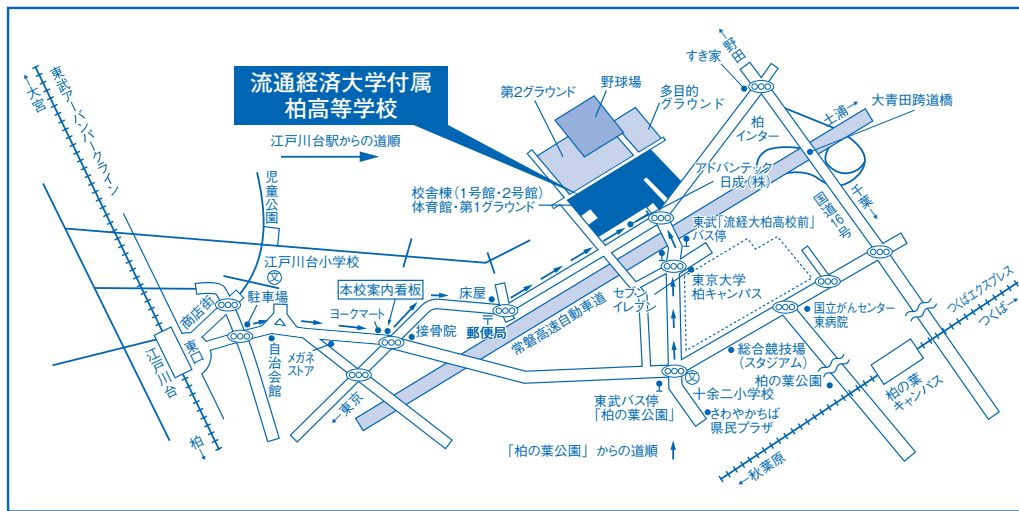 東武アーバンパークライン
←大宮
流通経済大学付属
柏高等学校
江戸川台駅からの道順
児童公園
第2グラウンド
野球場
多目的
グラウンド
すき家
←野田
柏
インター
土浦→
大青田跨道橋
校舎棟(1号館・2号館)
体育館・第1グラウンド
アドバンテック
日成(株)
国道16号
千葉→
東武「流経大柏高校前」
バス停
江戸川台小学校
文
本校案内看板
床屋
セブン
イレブン
東京大学
柏キャンパス
商店街
駐車場
ヨークマート
〒
郵便局
常磐自動車道
常磐高速自動車道
国立がんセンター
東病院
つくばエクスプレス
つくば→
東口
江戸川台
自治会館
メガネ
ストア
接骨院
総合競技場
(スタジアム)
柏の葉公園
柏の葉
キャンパス
文
十余二小学校
東武バス停
「柏の葉公園」
さわやかちば
県民プラザ
←東京
柏→
「柏の葉公園」からの道順
←秋葉原